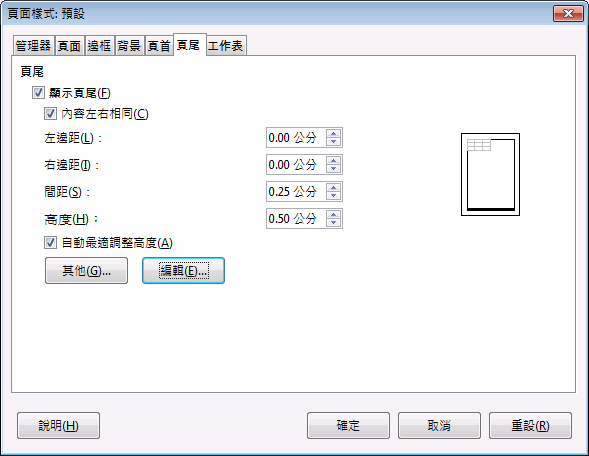 頁面樣式: 預設
管理器 頁面 邊框 背景 頁首 頁尾 工作表
頁尾
顯示頁尾(F)
內容左右相同(C)
左邊距(L)： 0.00 公分
右邊距(I)： 0.00 公分
間距(S)： 0.25 公分
高度(H)： 0.50 公分
自動最適調整高度(A)
其他(G)... 編輯(E)...
說明(H) 確定 取消 重設(R)